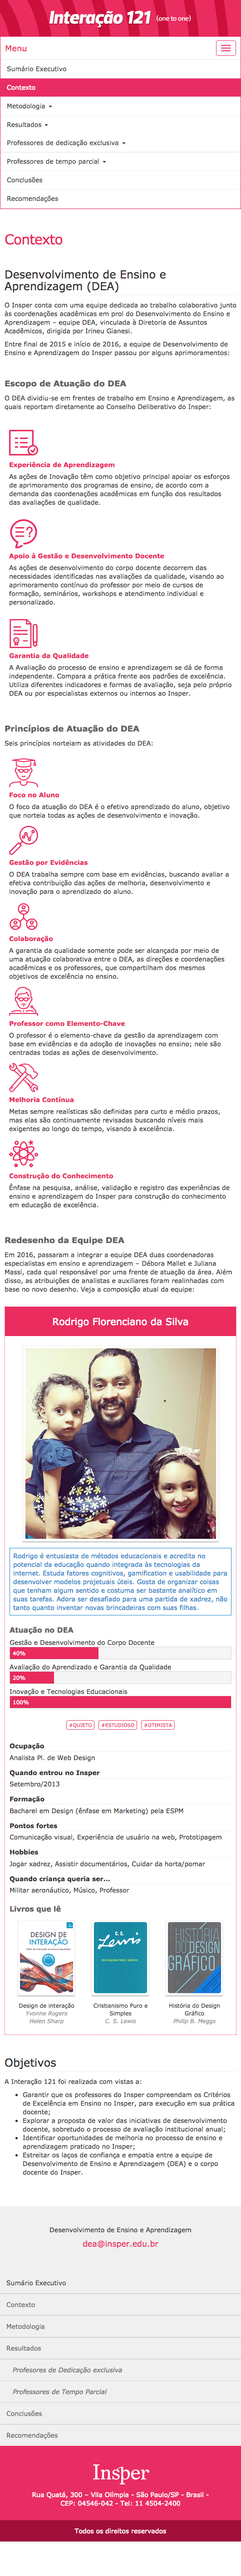 Interação 121 (one to one)
Menu
Sumário Executivo
Contexto
Metodologia
Resultados
Professores de dedicação exclusiva
Professores de tempo parcial
Conclusões
Recomendações
Contexto
Desenvolvimento de Ensino e
Aprendizagem (DEA)
O Insper conta com uma equipe dedicada ao trabalho colaborativo junto
às coordenações acadêmicas em prol do Desenvolvimento do Ensino e
Aprendizagem – equipe DEA, vinculada à Diretoria de Assuntos
Acadêmicos, dirigida por Irineu Gianesi.
Entre final de 2015 e início de 2016, a equipe de Desenvolvimento de
Ensino e Aprendizagem do Insper passou por alguns aprimoramentos:
Escopo de Atuação do DEA
O DEA dividiu-se em frentes de trabalho em Ensino e Aprendizagem, as
quais reportam diretamente ao Conselho Deliberativo do Insper:
Experiência de Aprendizagem
As ações de Inovação têm como objetivo principal apoiar os esforços
de aprimoramento dos programas de ensino, de acordo com a
demanda das coordenações acadêmicas em função dos resultados
das avaliações de qualidade.
Apoio à Gestão e Desenvolvimento Docente
As ações de desenvolvimento do corpo docente decorrem das
necessidades identificadas nas avaliações da qualidade, visando ao
aprimoramento contínuo do professor por meio de cursos de
formação, seminários, workshops e atendimento individual e
personalizado.
Garantia da Qualidade
A Avaliação do processo de ensino e aprendizagem se dá de forma
independente. Compara a prática frente aos padrões de excelência.
Utiliza diferentes indicadores e formas de avaliação, seja pelo próprio
DEA ou por especialistas externos ou internos ao Insper.
Princípios de Atuação do DEA
Seis princípios norteiam as atividades do DEA:
Foco no Aluno
O foco da atuação do DEA é o efetivo aprendizado do aluno, objetivo
que norteia todas as ações de desenvolvimento e inovação.
Gestão por Evidências
O DEA trabalha sempre com base em evidências, buscando avaliar a
efetiva contribuição das ações de melhoria, desenvolvimento e
inovação para o aprendizado do aluno.
Colaboração
A garantia da qualidade somente pode ser alcançada por meio de
uma atuação colaborativa entre o DEA, as direções e coordenações
acadêmicas e os professores, que compartilham dos mesmos
objetivos de excelência no ensino.
Professor como Elemento-Chave
O professor é o elemento-chave da gestão da aprendizagem com
base em evidências e da adoção de inovações no ensino; nele são
centradas todas as ações de desenvolvimento.
Melhoria Contínua
Metas sempre realísticas são definidas para curto e médio prazos,
mas elas são continuamente revisadas buscando níveis mais
exigentes ao longo do tempo, visando à excelência.
Construção do Conhecimento
Ênfase na pesquisa, análise, validação e registro das experiências de
ensino e aprendizagem do Insper para construção do conhecimento
em educação de excelência.
Redesenho da Equipe DEA
Em 2016, passaram a integrar a equipe DEA duas coordenadoras
especialistas em ensino e aprendizagem – Débora Mallet e Juliana
Massi, cada qual responsável por uma frente de atuação da área. Além
disso, as atribuições de analistas e auxiliares foram realinhadas com
base no novo desenho. Veja a composição atual da equipe:
Rodrigo Florenciano da Silva
Rodrigo é entusiasta de métodos educacionais e acredita no
potencial da educação quando integrada às tecnologias da
internet. Estuda fatores cognitivos, gamification e usabilidade para
desenvolver modelos projetuais úteis. Gosta de organizar coisas
que tenham algum sentido e costuma ser bastante analítico em
suas tarefas. Adora ser desafiado para uma partida de xadrez, não
tanto quanto inventar novas brincadeiras com suas filhas.
Atuação no DEA
Gestão e Desenvolvimento do Corpo Docente
40%
Avaliação do Aprendizado e Garantia da Qualidade
20%
Inovação e Tecnologias Educacionais
100%
#QUIETO #ESTUDIOSO #OTIMISTA
Ocupação
Analista Pl. de Web Design
Quando entrou no Insper
Setembro/2013
Formação
Bacharel em Design (ênfase em Marketing) pela ESPM
Pontos fortes
Comunicação visual, Experiência de usuário na web, Prototipagem
Hobbies
Jogar xadrez, Assistir documentários, Cuidar da horta/pomar
Quando criança queria ser...
Militar aeronáutico, Músico, Professor
Livros que lê
DESIGN DE
INTERAÇÃO
C. S.
Lewis
HISTÓRIA
DESIGN
GRÁFICO
Design de interação
Yvonne Rogers
Helen Sharp
Cristianismo Puro e
Simples
C. S. Lewis
História do Design
Gráfico
Philip B. Meggs
Objetivos
A Interação 121 foi realizada com vistas a:
Garantir que os professores do Insper compreendam os Critérios
de Excelência em Ensino no Insper, para execução em sua prática
docente;
Explorar a proposta de valor das iniciativas de desenvolvimento
docente, sobretudo o processo de avaliação institucional anual;
Identificar oportunidades de melhoria no processo de ensino e
aprendizagem praticado no Insper;
Estreitar os laços de confiança e empatia entre a equipe de
Desenvolvimento de Ensino e Aprendizagem (DEA) e o corpo
docente do Insper.
Desenvolvimento de Ensino e Aprendizagem
dea@insper.edu.br
Sumário Executivo
Contexto
Metodologia
Resultados
Profesores de Dedicação exclusiva
Professores de Tempo Parcial
Conclusões
Recomendações
Insper
Rua Quatá, 300 – Vila Olímpia - São Paulo/SP - Brasil -
CEP: 04546-042 - Tel: 11 4504-2400
Todos os direitos reservados